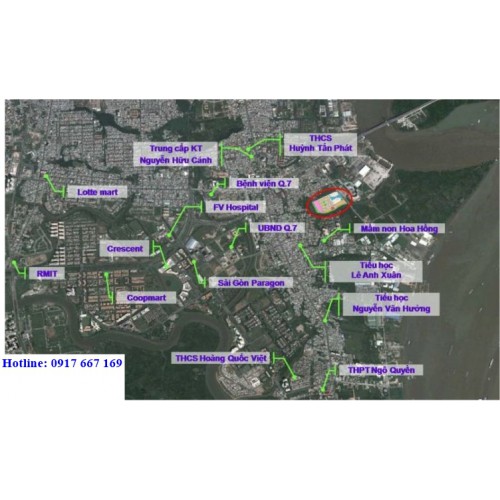 THCS
Huỳnh Tấn Phát
Trung cấp KT
Nguyễn Hữu Cảnh
Bệnh viện Q.7
Lotte mart
FV Hospital
UBND Q.7
Mầm non Hoa Hồng
Crescent
RMIT
Sài Gòn Paragon
Tiểu học
Lê Anh Xuân
Coopmart
Tiểu học
Nguyễn Văn Hướng
THCS Hoàng Quốc Việt
THPT Ngô Quyền
Hotline: 0917 667 169